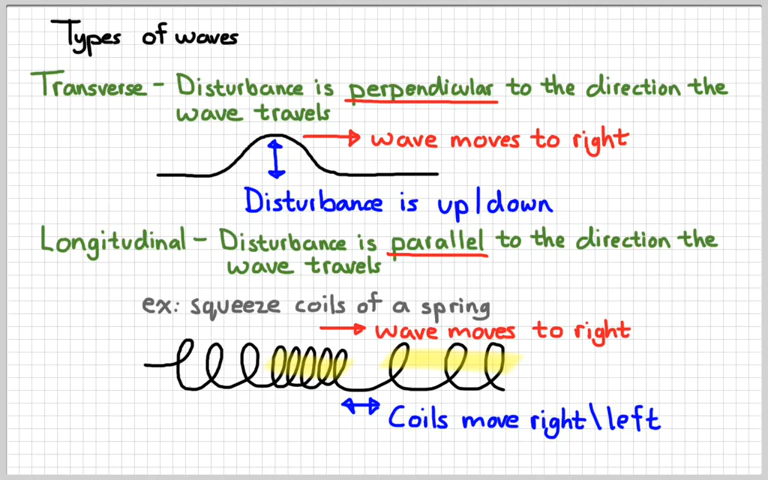 Types of waves
Transverse - Disturbance is perpendicular to the direction the
wave travels
wave moves to right
Disturbance is up/down
Longitudinal - Disturbance is parallel to the direction the
wave travels
ex: squeeze coils of a spring
wave moves to right
Coils move right\left